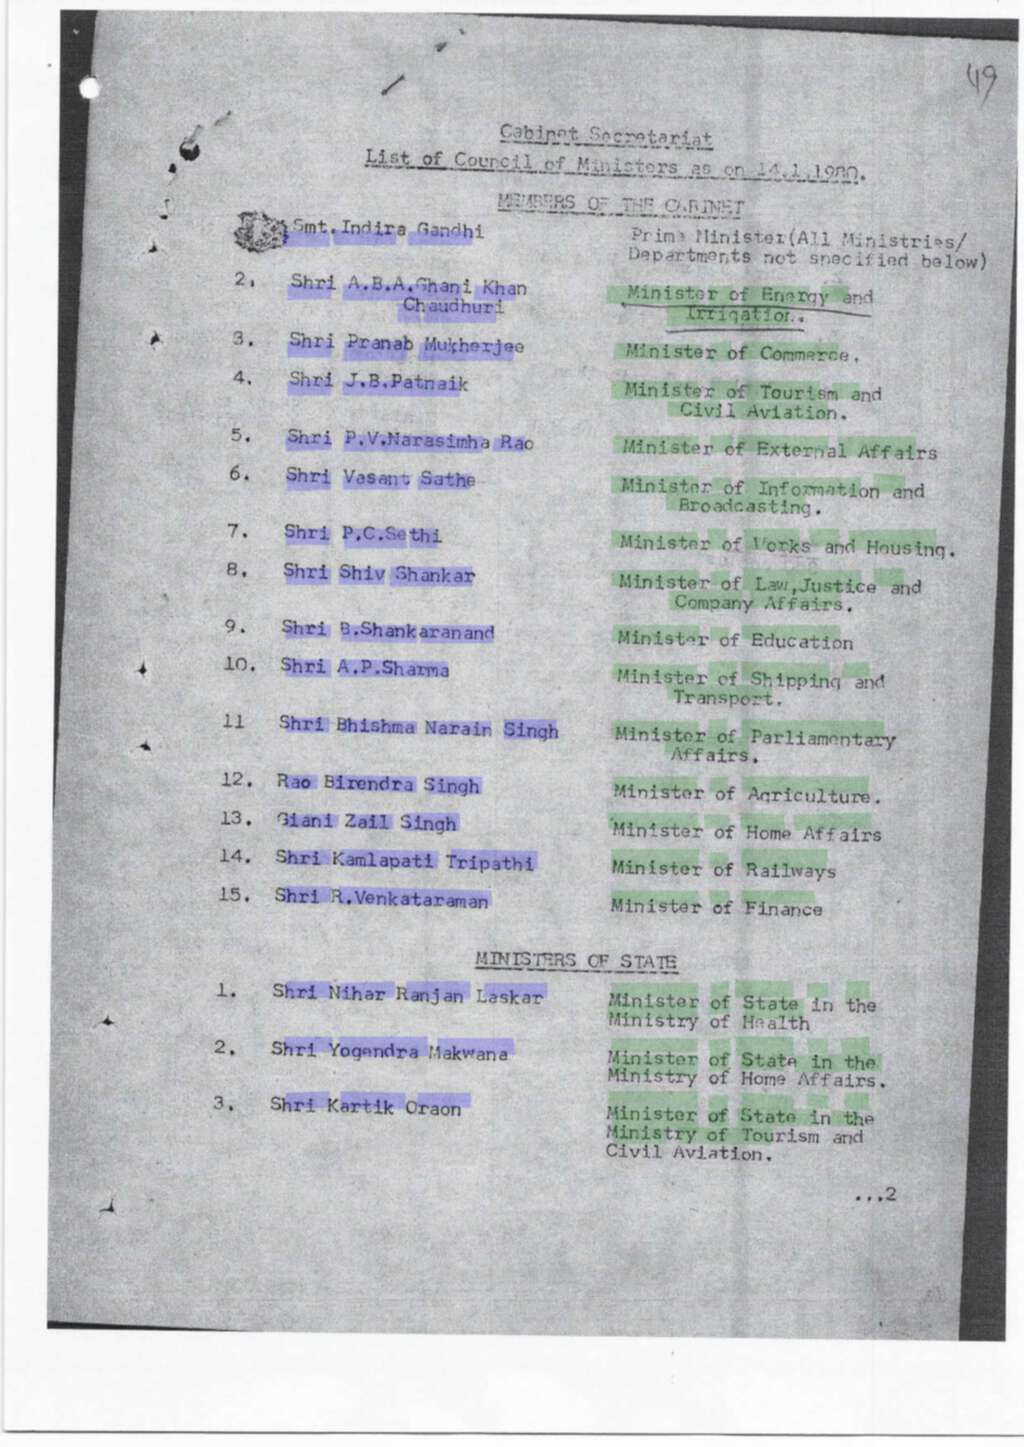 119
Cabinet Secretariat
List of Council of Ministers as on 14.1.1980.
MEMBERS OF THE CABINET
Smt.Indira Gandhi Prime Minister(All Ministries/
Departments not specified below)
2. Shri A.B.A.Ghani Khan Minister of Energy and
Chaudhuri Irrigation.
3. Shri Pranab Mukherjee Minister of Commerce.
4. Shri J.B.Patnaik Minister of Tourism and
Civil Aviation.
5. Shri P.V.Narasimha Rao Minister of External Affairs
6. Shri Vasant Sathe Minister of Information and
Broadcasting.
7. Shri P.C.Sethi Minister of Works and Housing.
8. Shri Shiv Shankar Minister of Law,Justice and
Company Affairs.
9. Shri B.Shankaranand Minister of Education
10. Shri A.P.Sharma Minister of Shipping and
Transport.
11 Shri Bhishma Narain Singh Minister of Parliamentary
Affairs.
12. Rao Birendra Singh Minister of Agriculture.
13. Giani Zail Singh Minister of Home Affairs
14. Shri Kamlapati Tripathi Minister of Railways
15. Shri R.Venkataraman Minister of Finance
MINISTERS OF STATE
1. Shri Nihar Ranjan Laskar Minister of State in the
Ministry of Health
2. Shri Yogendra Makwana Minister of State in the
Ministry of Home Affairs.
3. Shri Kartik Oraon Minister of State in the
Ministry of Tourism and
Civil Aviation.
...2